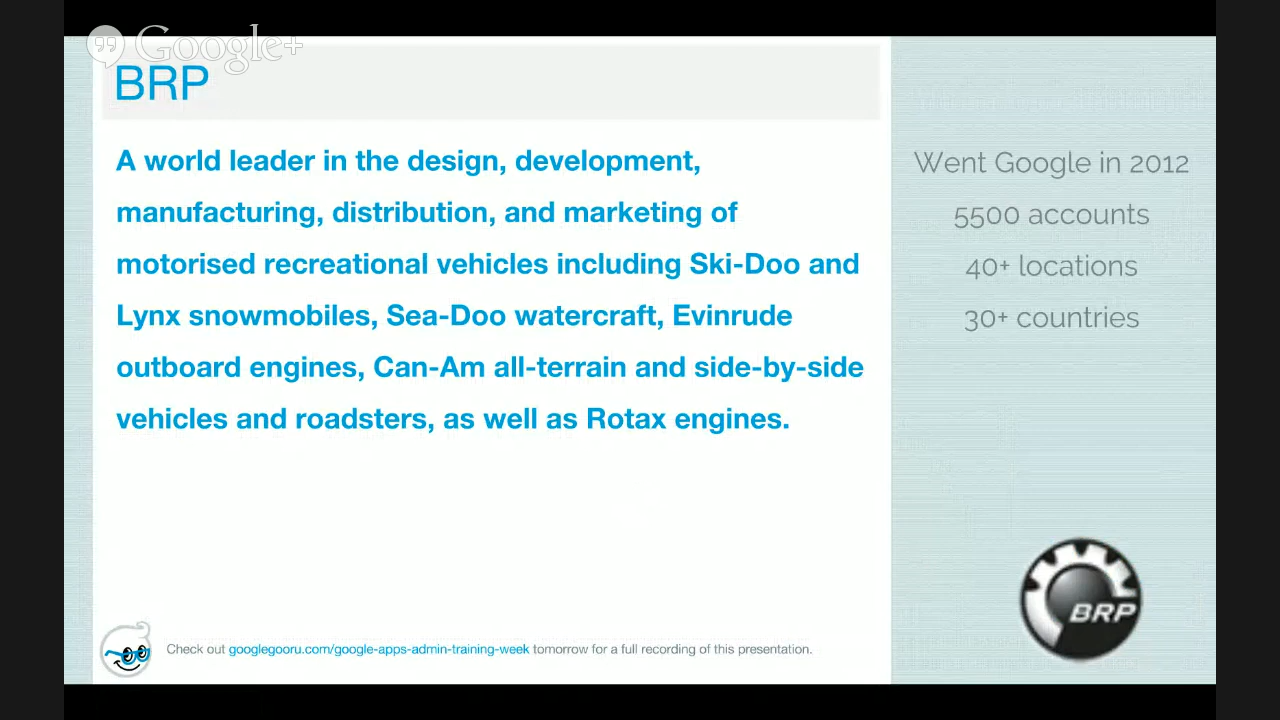 Google+
BRP
A world leader in the design, development,
manufacturing, distribution, and marketing of
motorised recreational vehicles including Ski-Doo and
Lynx snowmobiles, Sea-Doo watercraft, Evinrude
outboard engines, Can-Am all-terrain and side-by-side
vehicles and roadsters, as well as Rotax engines.
Went Google in 2012
5500 accounts
40+ locations
30+ countries
BRP
Check out googlegooru.com/google-apps-admin-training-week tomorrow for a full recording of this presentation.